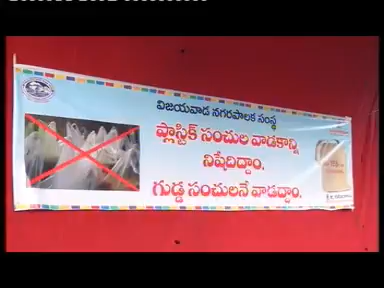 విజయవాడ నగరపాలక సంస్థ
ప్లాస్టిక్ సంచుల వాడకాన్ని
నిషేదిద్దాం.
గుడ్డ సంచులనే వాడద్దాం.